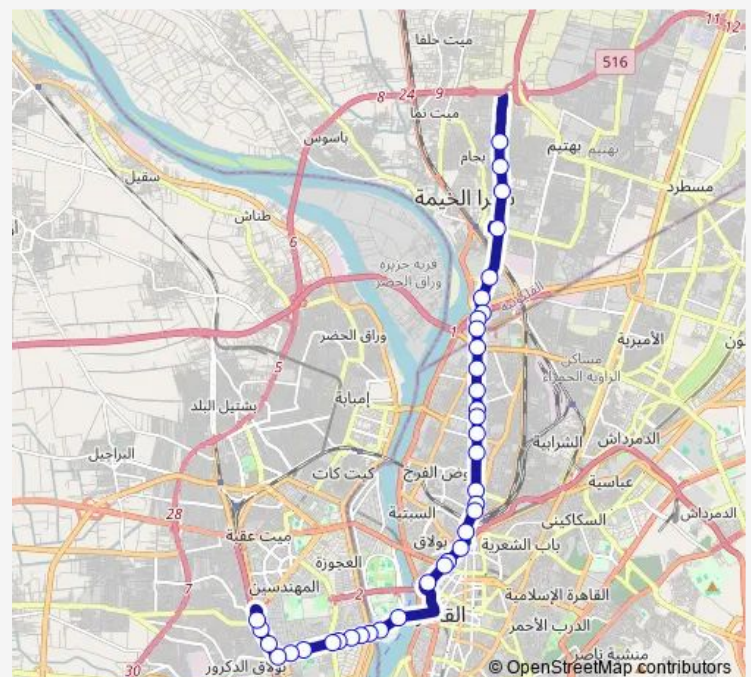 ميت حلفا
11 12
516
8 24 9
ميت نما
باسوس
بجام
بهتيم
بهتيم
مسطرد
سقيل
شبرا الخيمة
طناش
6
قرية جزيرة
وراق الحضر
القليوبية
1
وراق الحضر
الأميرية
مساكن
الزاوية الحمراء
5
إمبابة
بشتيل البلد
الدمرداش
الشرابية
البراجيل
كيت كات
روض الفرج
عباسية
28
السبتية
السكاكيني
الدمرداش
ميت عقبة
بولاق
باب الشعرية
العجوزة
المهندسين
7
2
القاهرة الإسلامية
الدرب الأحمر
منشية ناصر
بولاق الدكرور
30
© OpenStreetMap contributors